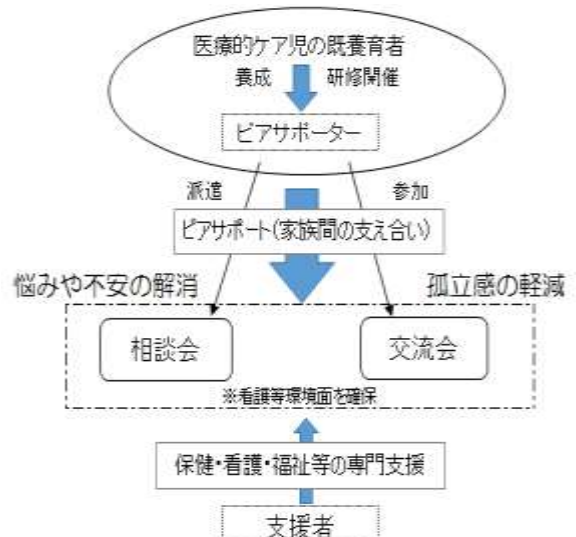 医療的ケア児の既養育者
養成 研修開催
ピアサポーター
派遣 参加
ピアサポート(家族間の支え合い)
悩みや不安の解消 孤立感の軽減
相談会 交流会
※看護等環境面を確保
保健・看護・福祉等の専門支援
支援者